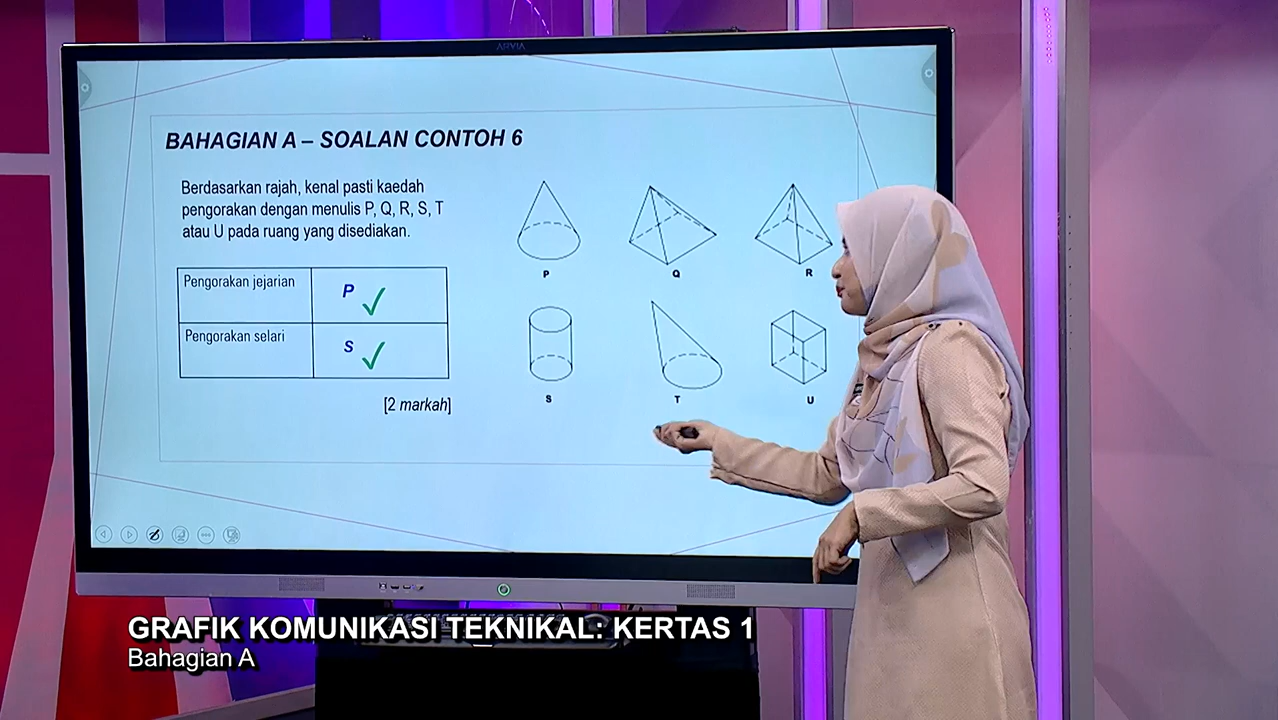 ARVIA
BAHAGIAN A – SOALAN CONTOH 6
Berdasarkan rajah, kenal pasti kaedah
pengorakan dengan menulis P, Q, R, S, T
atau U pada ruang yang disediakan.
Pengorakan jejarian
P
Pengorakan selari
S
[2 markah]
P
Q
R
S
T
U
GRAFIK KOMUNIKASI TEKNIKAL: KERTAS 1
Bahagian A